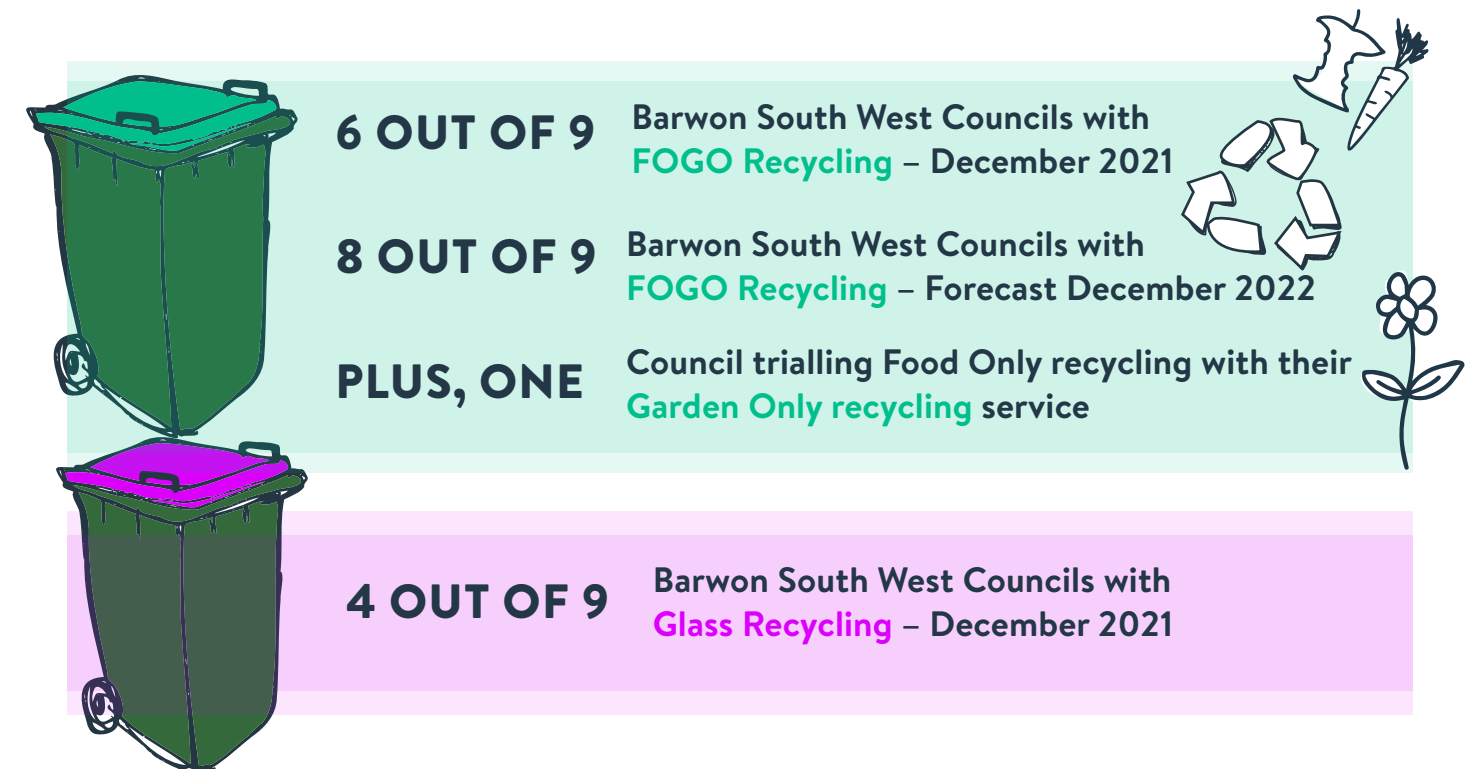 6 OUT OF 9
Barwon South West Councils with
FOGO Recycling – December 2021
8 OUT OF 9
Barwon South West Councils with
FOGO Recycling – Forecast December 2022
PLUS, ONE
Council trialling Food Only recycling with their
Garden Only recycling service
4 OUT OF 9
Barwon South West Councils with
Glass Recycling – December 2021